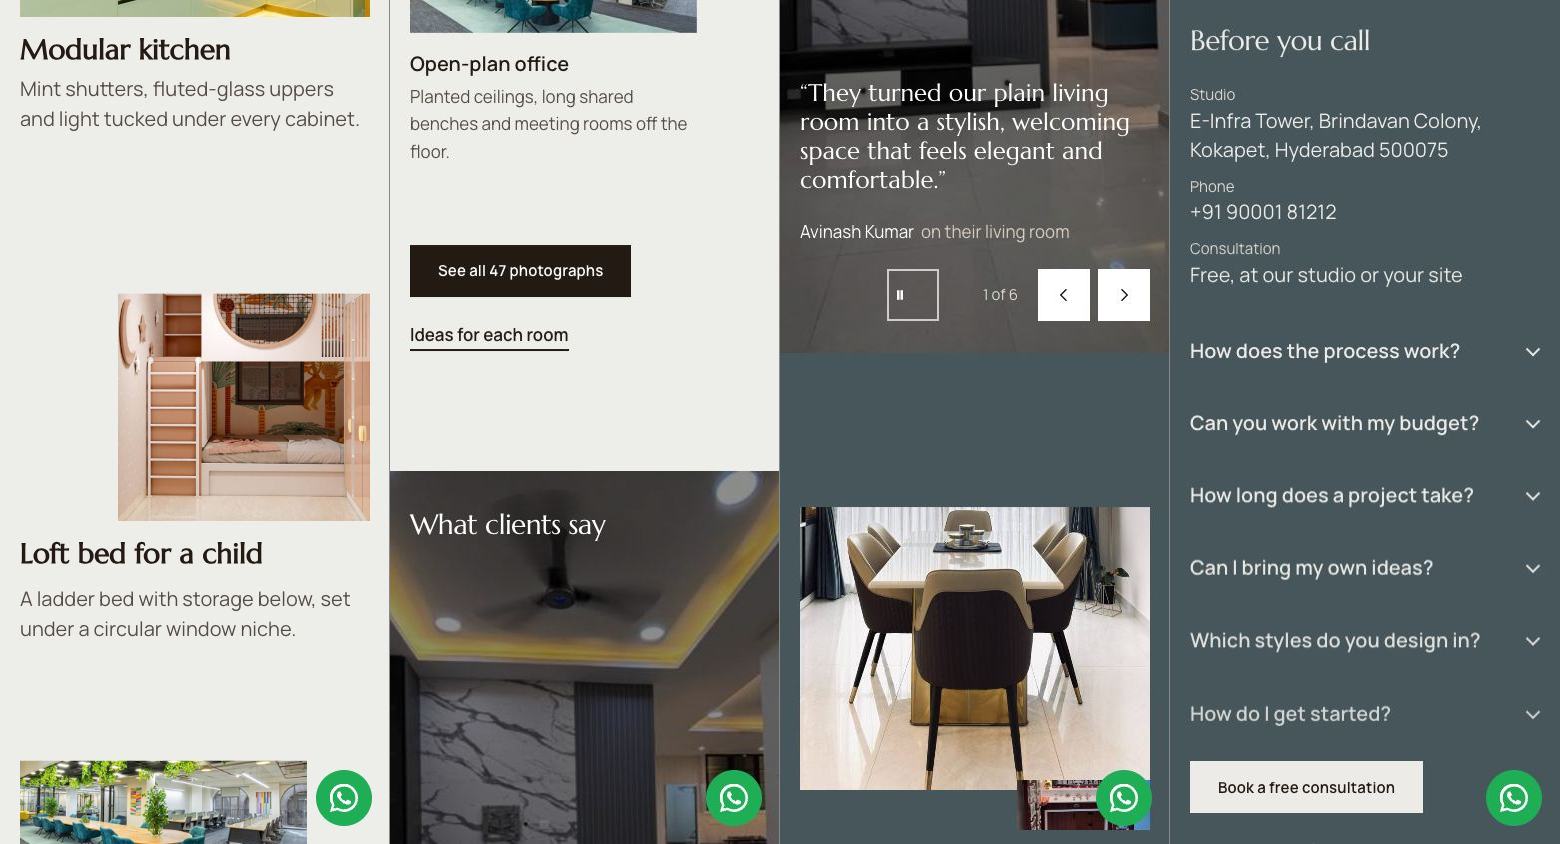 Modular kitchen
Mint shutters, fluted-glass uppers
and light tucked under every cabinet.
Loft bed for a child
A ladder bed with storage below, set
under a circular window niche.
Open-plan office
Planted ceilings, long shared
benches and meeting rooms off the
floor.
See all 47 photographs
Ideas for each room
What clients say
“They turned our plain living
room into a stylish, welcoming
space that feels elegant and
comfortable.”
Avinash Kumar on their living room
1 of 6
Before you call
Studio
E-Infra Tower, Brindavan Colony,
Kokapet, Hyderabad 500075
Phone
+91 90001 81212
Consultation
Free, at our studio or your site
How does the process work?
Can you work with my budget?
How long does a project take?
Can I bring my own ideas?
Which styles do you design in?
How do I get started?
Book a free consultation